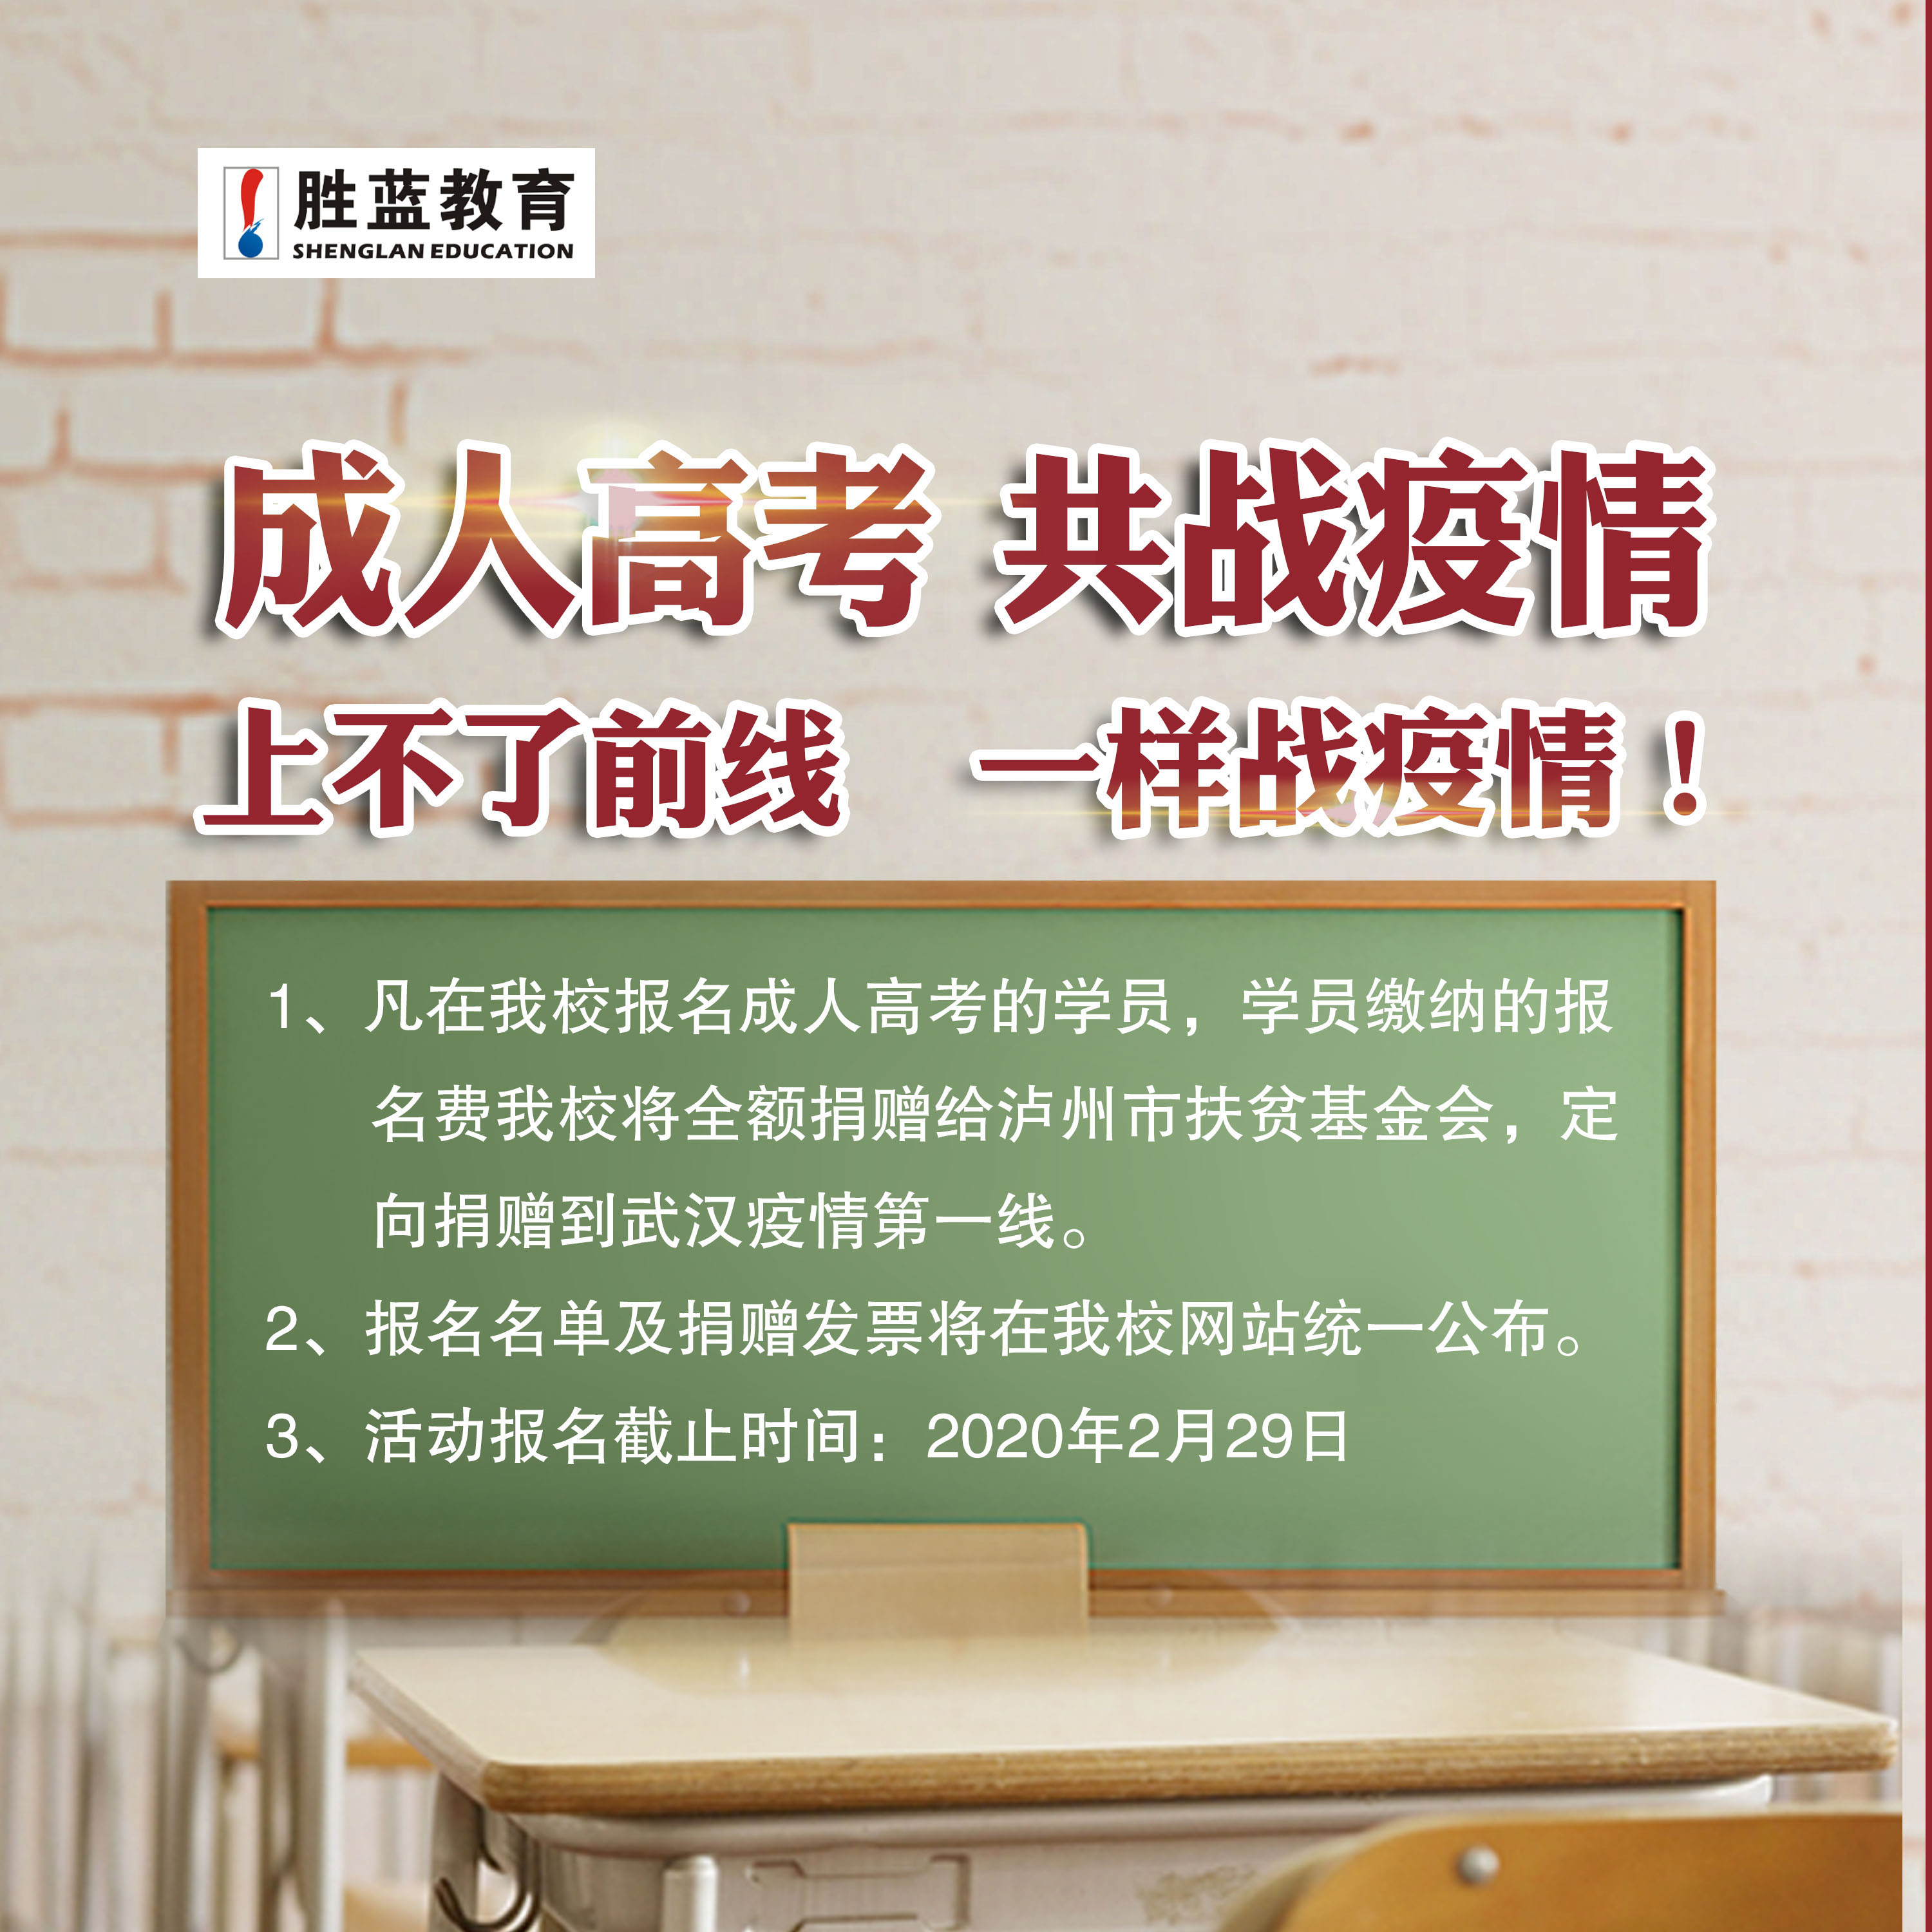 胜蓝教育
SHENGLAN EDUCATION
成人高考 共战疫情
上不了前线 一样战疫情！
1、凡在我校报名成人高考的学员，学员缴纳的报
名费我校将全额捐赠给泸州市扶贫基金会，定
向捐赠到武汉疫情第一线。
2、报名名单及捐赠发票将在我校网站统一公布。
3、活动报名截止时间：2020年2月29日